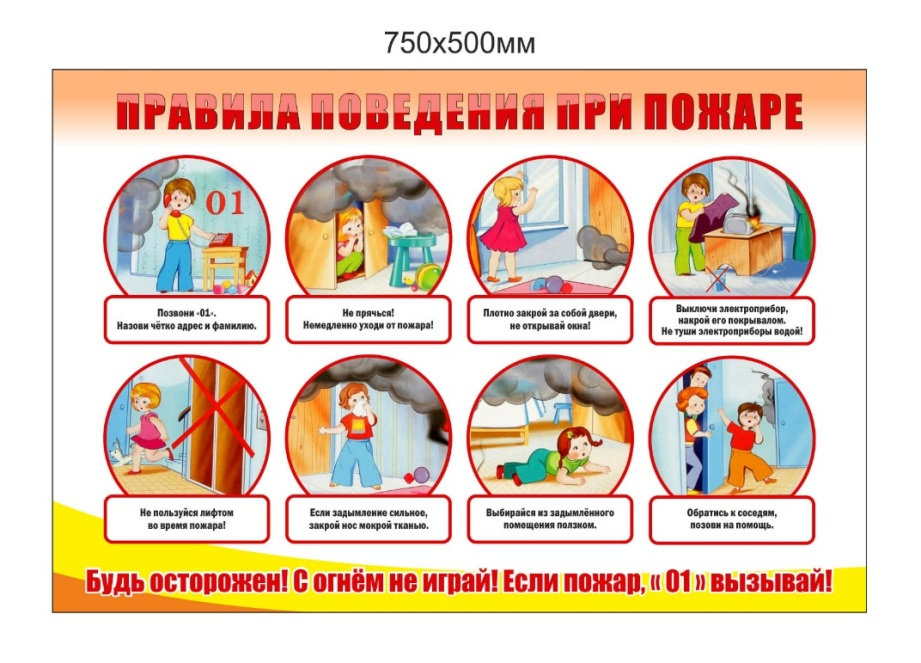 750х500мм
ПРАВИЛА ПОВЕДЕНИЯ ПРИ ПОЖАРЕ
01
Позвони «01».
Назови чётко адрес и фамилию.
Не прячься!
Немедленно уходи от пожара!
Плотно закрой за собой двери,
не открывай окна!
Выключи электроприбор,
накрой его покрывалом.
Не туши электроприборы водой!
Не пользуйся лифтом
во время пожара!
Если задымление сильное,
закрой нос мокрой тканью.
Выбирайся из задымлённого
помещения ползком.
Обратись к соседям,
позови на помощь.
Будь осторожен! С огнём не играй! Если пожар, « 01 » вызывай!